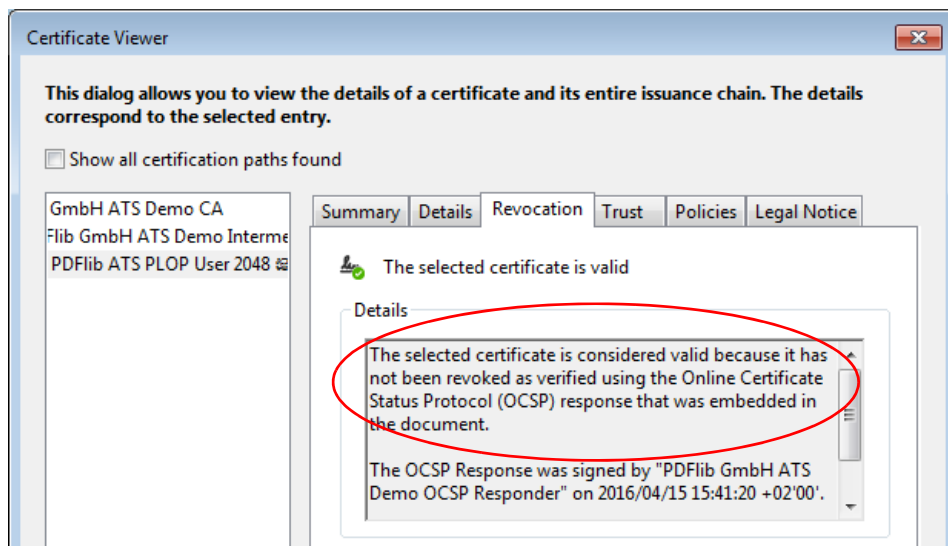 Certificate Viewer
This dialog allows you to view the details of a certificate and its entire issuance chain. The details
correspond to the selected entry.
Show all certification paths found
GmbH ATS Demo CA
Flib GmbH ATS Demo Interme
PDFlib ATS PLOP User 2048
Summary Details Revocation Trust Policies Legal Notice
The selected certificate is valid
Details
The selected certificate is considered valid because it has
not been revoked as verified using the Online Certificate
Status Protocol (OCSP) response that was embedded in
the document.
The OCSP Response was signed by "PDFlib GmbH ATS
Demo OCSP Responder" on 2016/04/15 15:41:20 +02'00'.